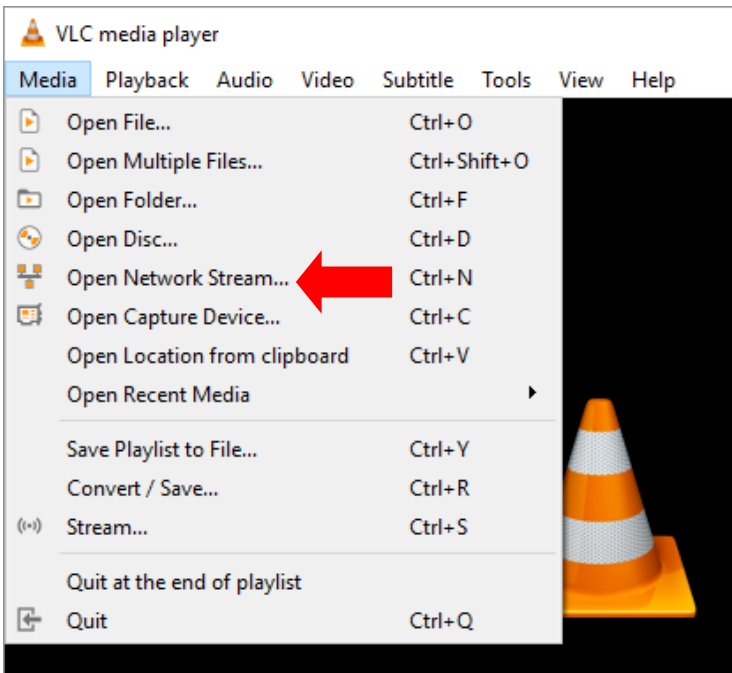 VLC media player
Media Playback Audio Video Subtitle Tools View Help
Open File... Ctrl+O
Open Multiple Files... Ctrl+Shift+O
Open Folder... Ctrl+F
Open Disc... Ctrl+D
Open Network Stream... Ctrl+N
Open Capture Device... Ctrl+C
Open Location from clipboard Ctrl+V
Open Recent Media
Save Playlist to File... Ctrl+Y
Convert / Save... Ctrl+R
Stream... Ctrl+S
Quit at the end of playlist
Quit Ctrl+Q